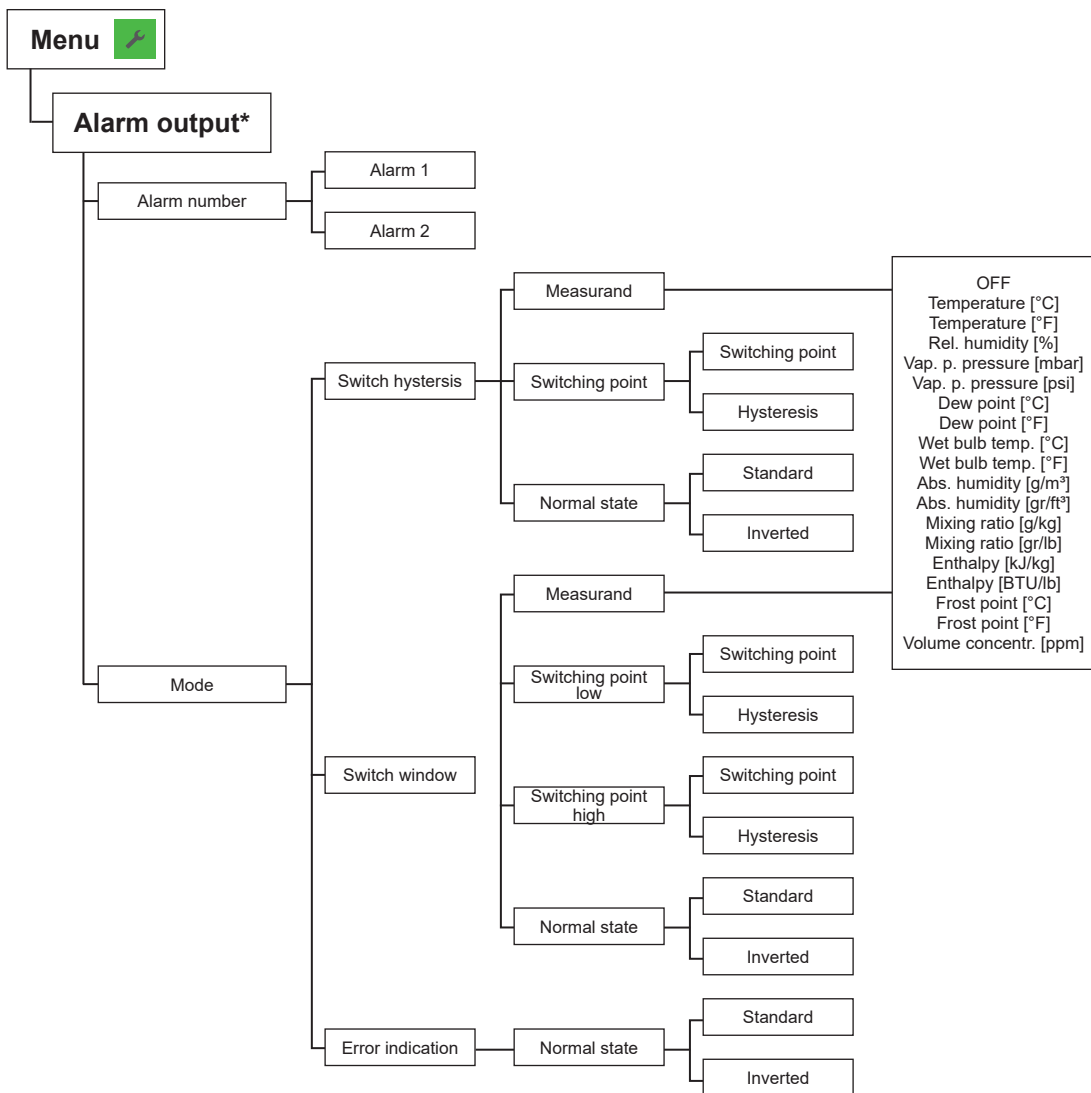 Menu
Alarm output*
Alarm number
Alarm 1
Alarm 2
Mode
Switch hystersis
Measurand
Switching point
Switching point
Hysteresis
Normal state
Standard
Inverted
Switch window
Measurand
Switching point
low
Switching point
Hysteresis
Switching point
high
Switching point
Hysteresis
Normal state
Standard
Inverted
Error indication
Normal state
Standard
Inverted
OFF
Temperature [°C]
Temperature [°F]
Rel. humidity [%]
Vap. p. pressure [mbar]
Vap. p. pressure [psi]
Dew point [°C]
Dew point [°F]
Wet bulb temp. [°C]
Wet bulb temp. [°F]
Abs. humidity [g/m³]
Abs. humidity [gr/ft³]
Mixing ratio [g/kg]
Mixing ratio [gr/lb]
Enthalpy [kJ/kg]
Enthalpy [BTU/lb]
Frost point [°C]
Frost point [°F]
Volume concentr. [ppm]